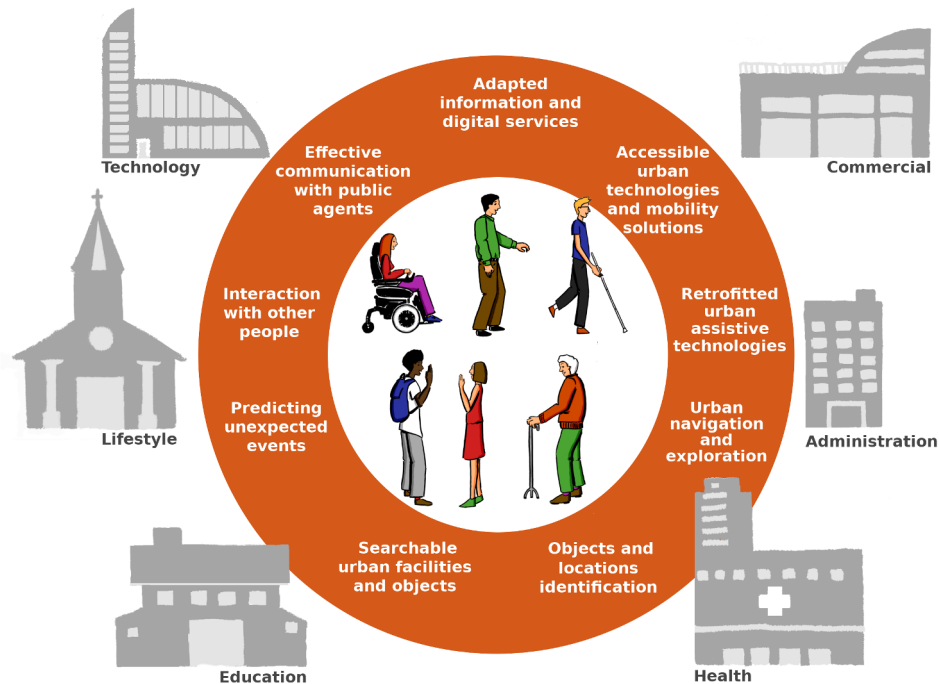 Adapted
information and
digital services
Effective
communication
with public
agents
Accessible
urban
technologies
and mobility
solutions
Technology
Commercial
Interaction
with other
people
Retrofitted
urban
assistive
technologies
Predicting
unexpected
events
Urban
navigation
and
exploration
Lifestyle
Administration
Searchable
urban facilities
and objects
Objects and
locations
identification
Education
Health